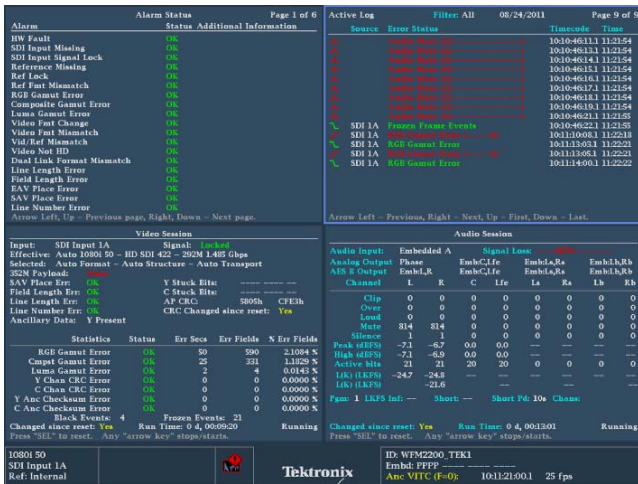 Alarm Status Page 1 of 6
Alarm Status Additional Information
HW Fault OK
SDI Input Missing OK
SDI Input Signal Lock OK
Reference Missing OK
Ref Lock OK
Ref Fmt Mismatch OK
RGB Gamut Error OK
Composite Gamut Error OK
Luma Gamut Error OK
Video Fmt Change OK
Video Fmt Mismatch OK
Vid/Ref Mismatch OK
Video Not HD OK
Dual Link Format Mismatch OK
Line Length Error OK
Field Length Error OK
EAV Place Error OK
SAV Place Error OK
Line Number Error OK
Arrow Left, Up – Previous page, Right, Down – Next page.
Active Log Filter: All 08/24/2011 Page 9 of 9
Source Error Status Timecode Time
10:10:46:11.1 11:21:54
10:10:46:13.1 11:21:54
10:10:46:14.1 11:21:54
10:10:46:15.1 11:21:54
10:10:46:16.1 11:21:54
10:10:46:17.1 11:21:54
10:10:46:18.1 11:21:54
10:10:46:19.1 11:21:54
10:10:46:21.1 11:21:55
SDI 1A Frozen Frame Events 10:10:46:22.1 11:21:55
SDI 1A RGB Gamut Error 10:11:10:08.1 11:22:18
SDI 1A RGB Gamut Error 10:11:13:03.1 11:22:21
SDI 1A RGB Gamut Error 10:11:13:05.1 11:22:21
SDI 1A RGB Gamut Error 10:11:14:00.1 11:22:22
Arrow Left – Previous, Right – Next, Up – First, Down – Last.
Video Session
Input: SDI Input 1A Signal: Locked
Effective: Auto 1080i 50 – HD SDI 422 – 292M 1.485 Gbps
Selected: Auto Format – Auto Structure – Auto Transport
352M Payload:
SAV Place Err: OK Y Stuck Bits: ---- ---- --
Field Length Err: OK C Stuck Bits: ---- ---- --
Line Length Err: OK AP CRC: 5805h CFE3h
Line Number Err: OK CRC Changed since reset: Yes
Ancillary Data: Y Present
Statistics Status Err Secs Err Fields % Err Fields
RGB Gamut Error OK 50 590 2.1084 %
Cmpst Gamut Error OK 25 331 1.1829 %
Luma Gamut Error OK 2 4 0.0143 %
Y Chan CRC Error OK 0 0 0.0000 %
C Chan CRC Error OK 0 0 0.0000 %
Y Anc Checksum Error OK 0 0 0.0000 %
C Anc Checksum Error OK 0 0 0.0000 %
Black Events: 4 Frozen Events: 21
Changed since reset: Yes Run Time: 0 d, 00:09:20 Running
Press "SEL" to reset. Any "arrow key" stops/starts.
Audio Session
Audio Input: Embedded A Signal Loss:
Analog Output Phase Emb:C,Lfe Emb:Ls,Rs Emb:Lb,Rb
AES B Output Emb:L,R Emb:C,Lfe Emb:Ls,Rs Emb:Lb,Rb
Channel L R C Lfe Ls Rs Lb Rb
Clip 0 0 0 0 0 0 0 0
Over 0 0 0 0 0 0 0 0
Loud 0 0 0 0 0 0 0 0
Mute 814 814 0 0 0 0 0 0
Silence 1 1 0 0 0 0 0 0
Peak (dBFS) –7.1 –6.7 0.0 0.0 -- -- -- --
High (dBFS) –7.1 –6.9 0.0 0.0 -- -- -- --
Active bits 21 21 20 20 0 0 0 0
L(K) (LKFS) –24.7 –24.8 -- -- -- -- -- --
L(K) (LKFS) –21.6 -- -- --
Pgm: 1 LKFS Inf: -- Short: -- Short Pd: 10s Chans:
Changed since reset: Yes Run Time: 0 d, 00:13:01 Running
Press "SEL" to reset. Any "arrow key" stops/starts.
1080i 50
SDI Input 1A
Ref: Internal
Tektronix
ID: WFM2200_TEK1
Embd: PPPP ---- ---- ----
Anc VITC (F=0): 10:11:21:00.1 25 fps